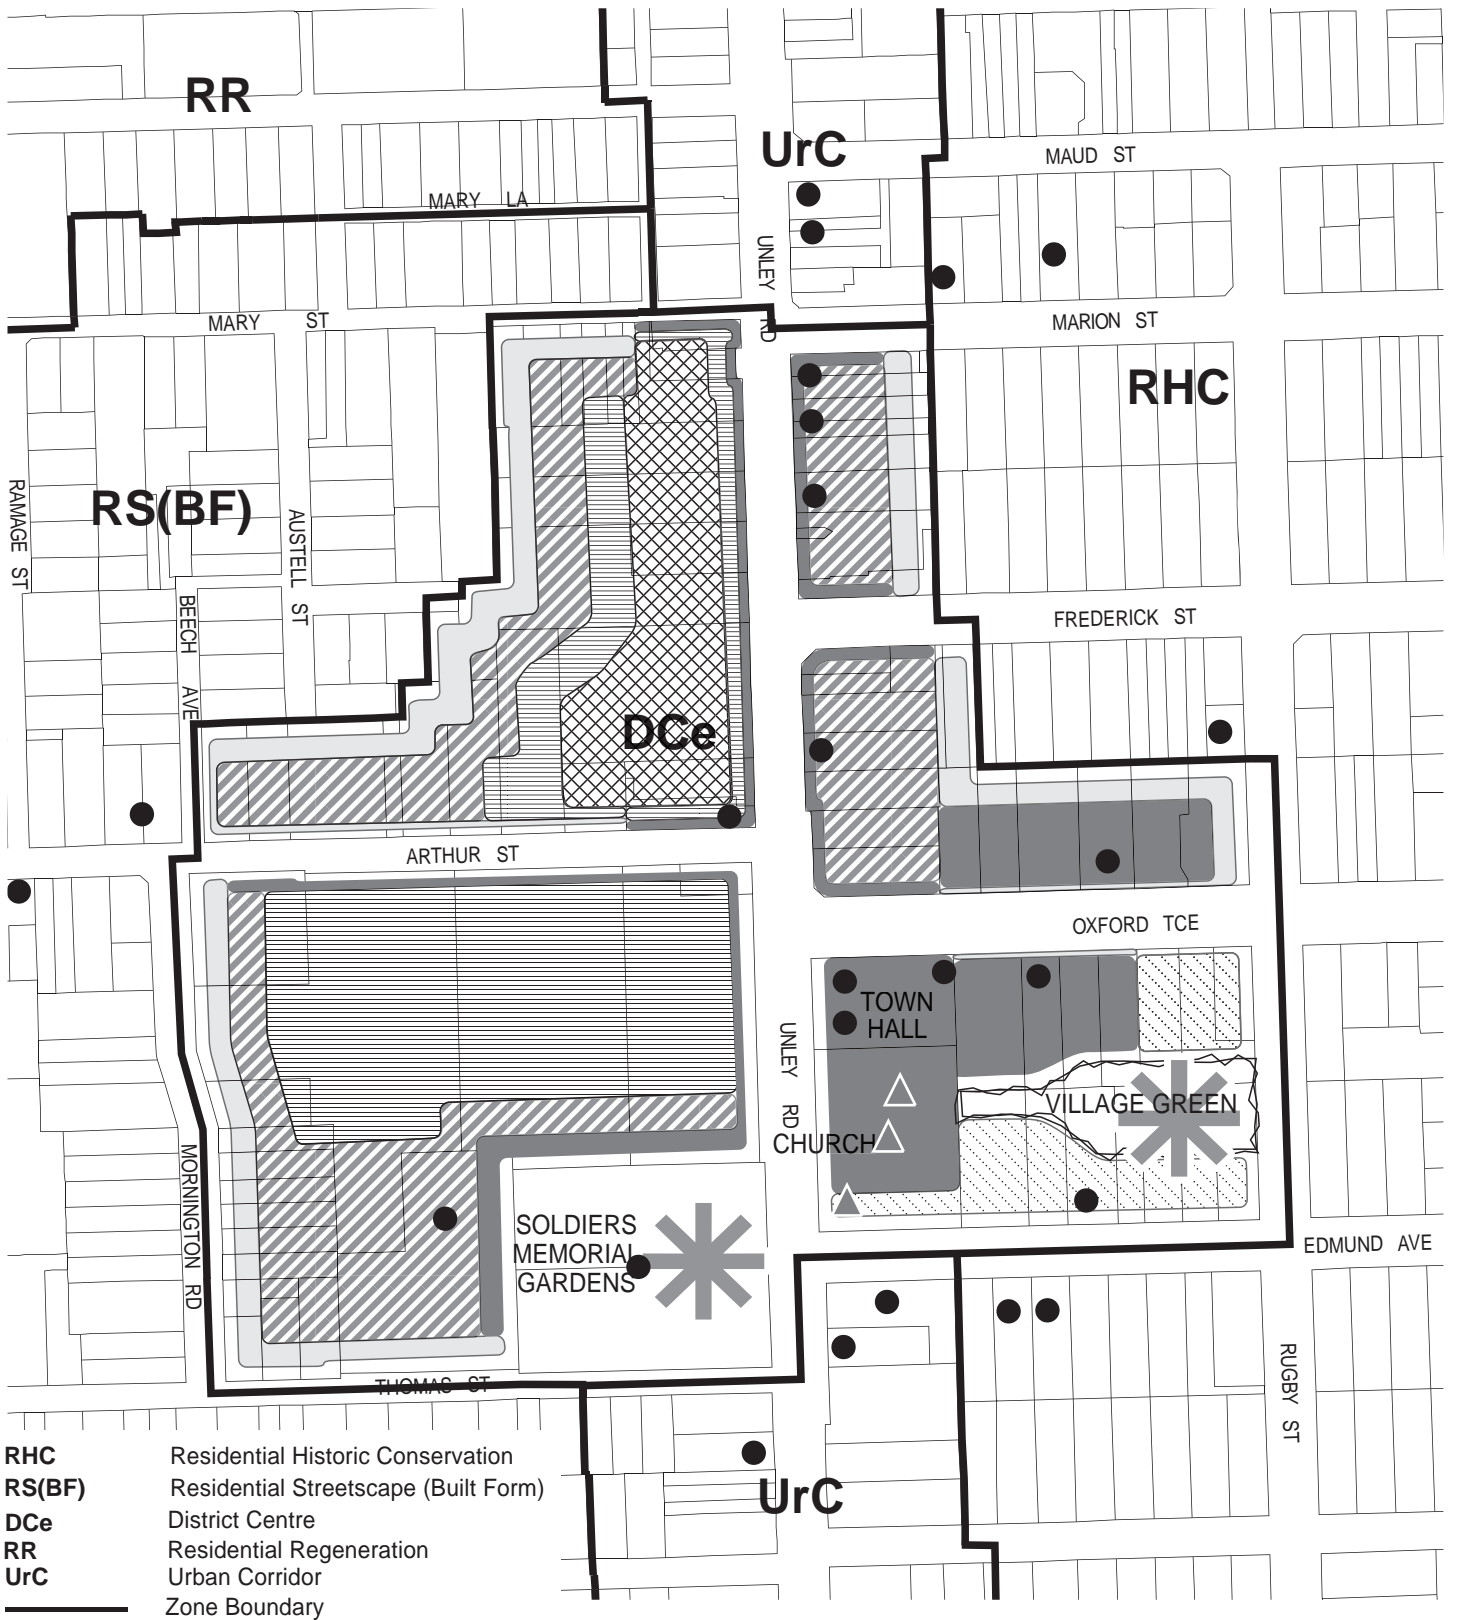 RR
UrC
MAUD ST
MARY LA
UNLEY RD
MARY ST
MARION ST
RHC
RS(BF)
RAMAGE ST
AUSTELL ST
BEECH AVE
FREDERICK ST
DCe
ARTHUR ST
OXFORD TCE
TOWN
HALL
UNLEY RD
VILLAGE GREEN
CHURCH
MORNINGTON RD
SOLDIERS
MEMORIAL
GARDENS
EDMUND AVE
RUGBY ST
THOMAS ST
UrC
RHC Residential Historic Conservation
RS(BF) Residential Streetscape (Built Form)
DCe District Centre
RR Residential Regeneration
UrC Urban Corridor
Zone Boundary